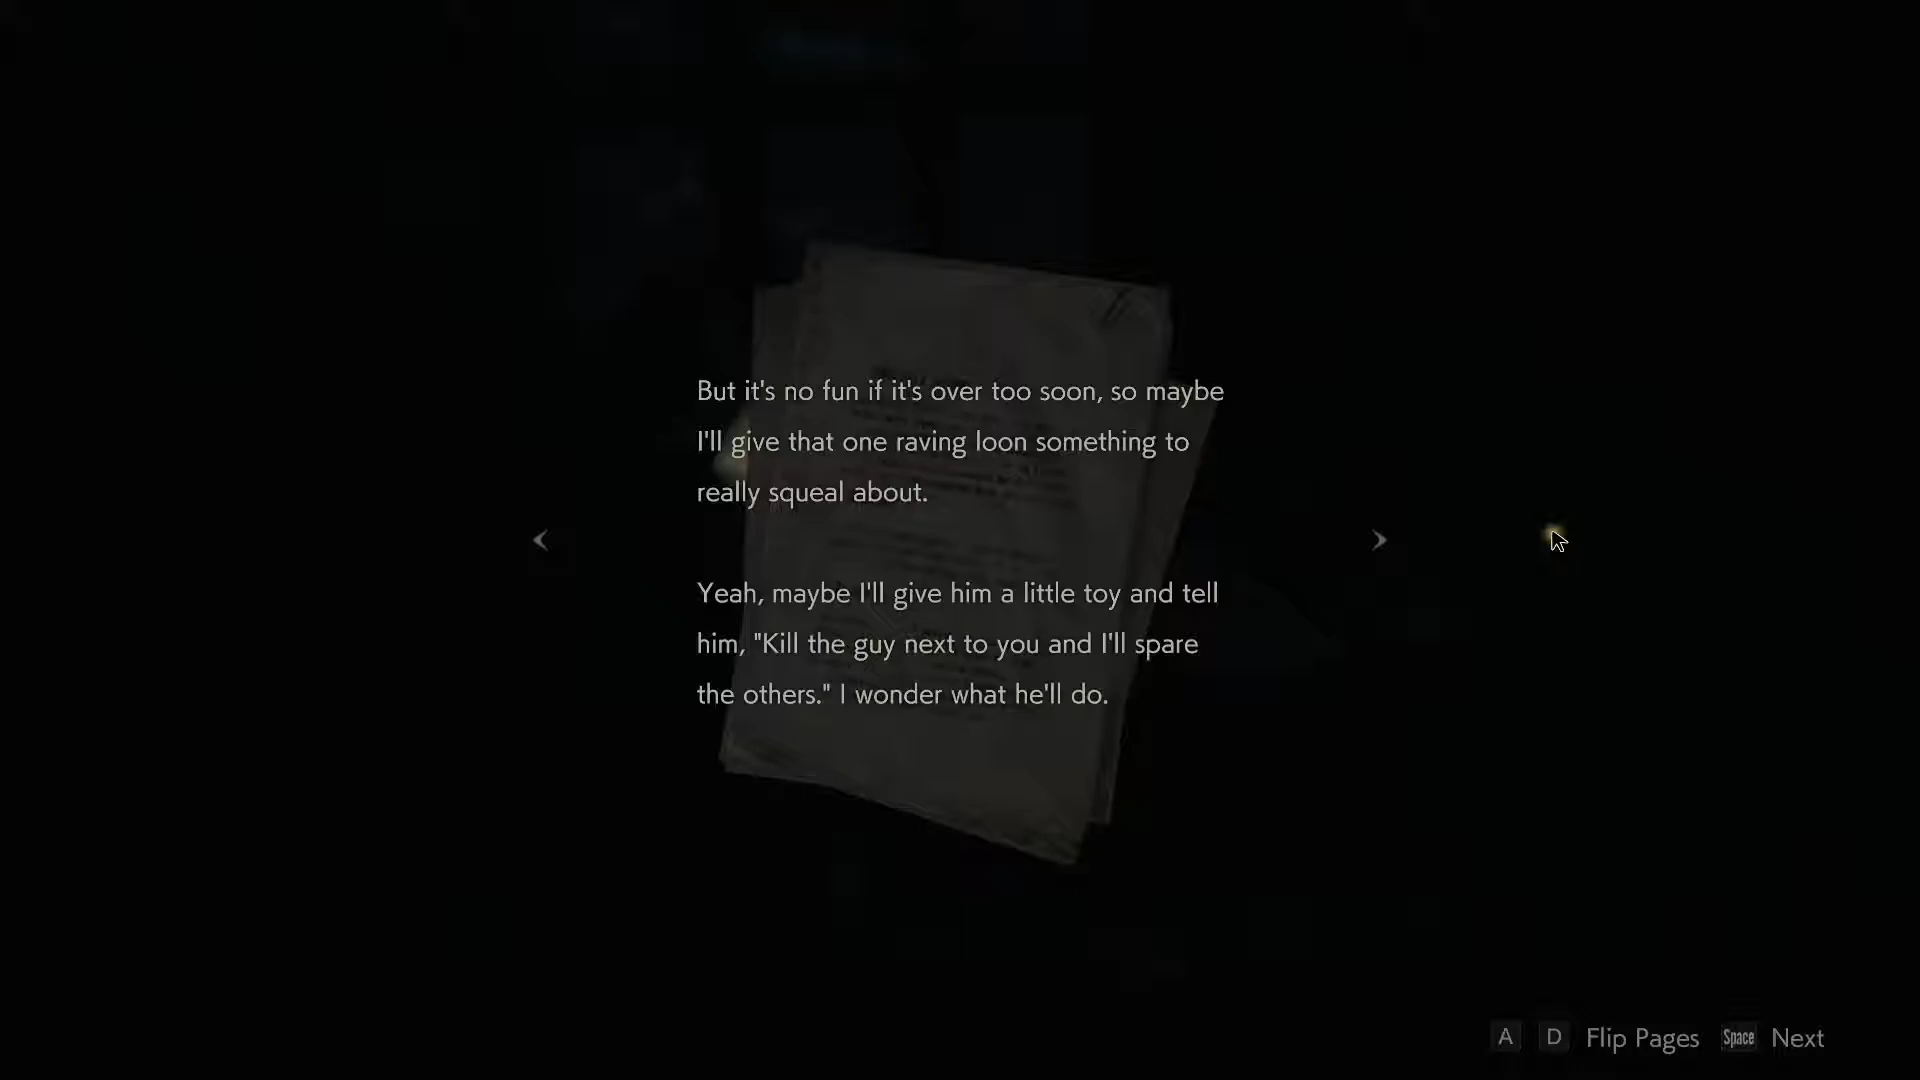 But it's no fun if it's over too soon, so maybe
I'll give that one raving loon something to
really squeal about.
Yeah, maybe I'll give him a little toy and tell
him, "Kill the guy next to you and I'll spare
the others." I wonder what he'll do.
A D Flip Pages Space Next